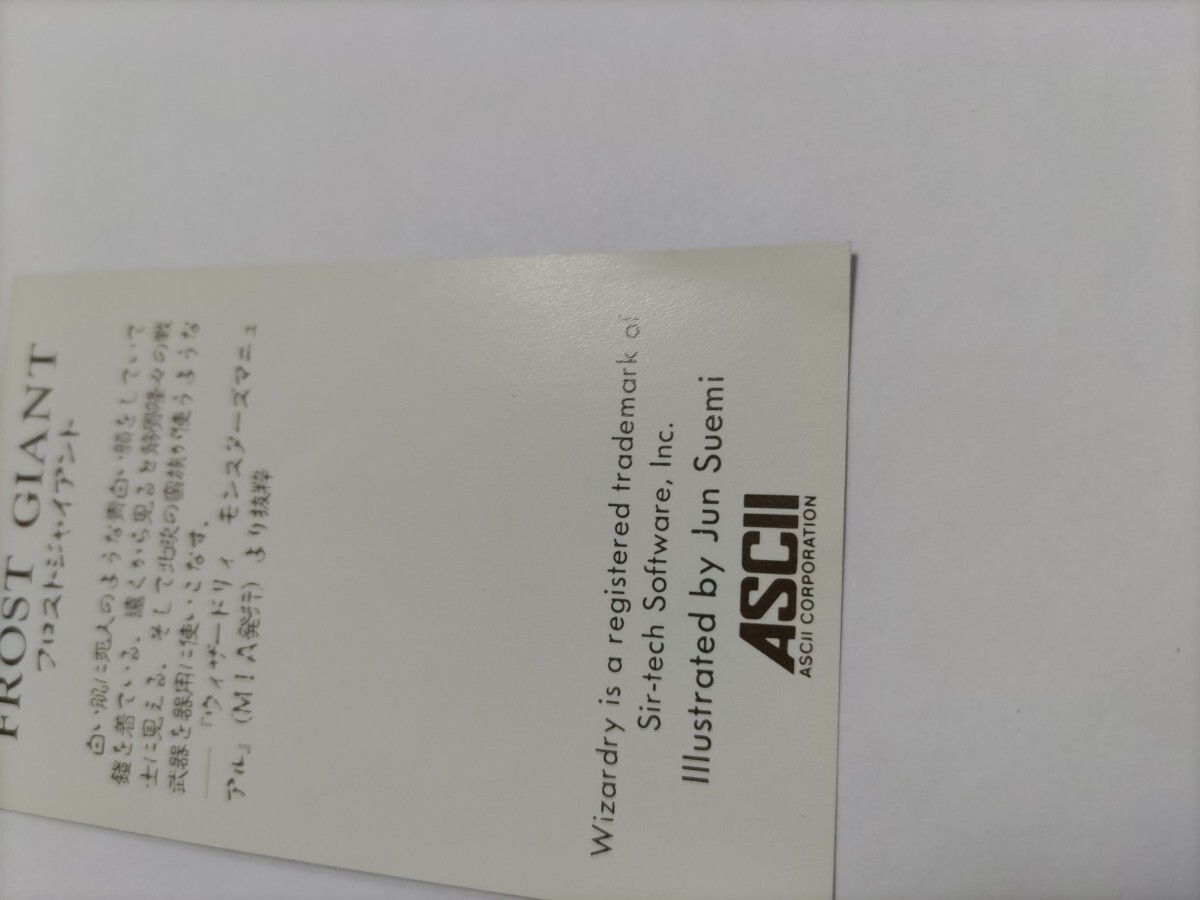 FROST GIANT
フロストジャイアント
白い肌に死人のような青白い顔をしていて
鎧を着ている。遠くから見ると筋骨隆々の戦
士に見える。そして北欧の蛮族が使うような
武器を器用に使いこなす。
――『ウィザードリィ モンスターズマニュ
アル』(MIA発行)より抜粋
Wizardry is a registered trademark of
Sir-tech Software, Inc.
Illustrated by Jun Suemi
ASCII
ASCII CORPORATION